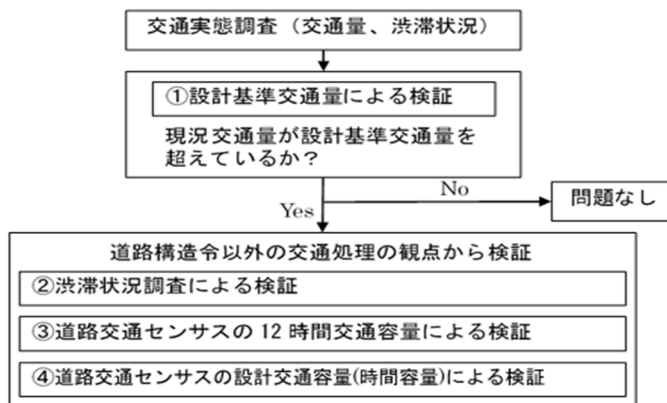 交通実態調査（交通量、渋滞状況）
①設計基準交通量による検証
現況交通量が設計基準交通量を
超えているか？
No
問題なし
Yes
道路構造令以外の交通処理の観点から検証
②渋滞状況調査による検証
③道路交通センサスの 12 時間交通容量による検証
④道路交通センサスの設計交通容量(時間容量)による検証